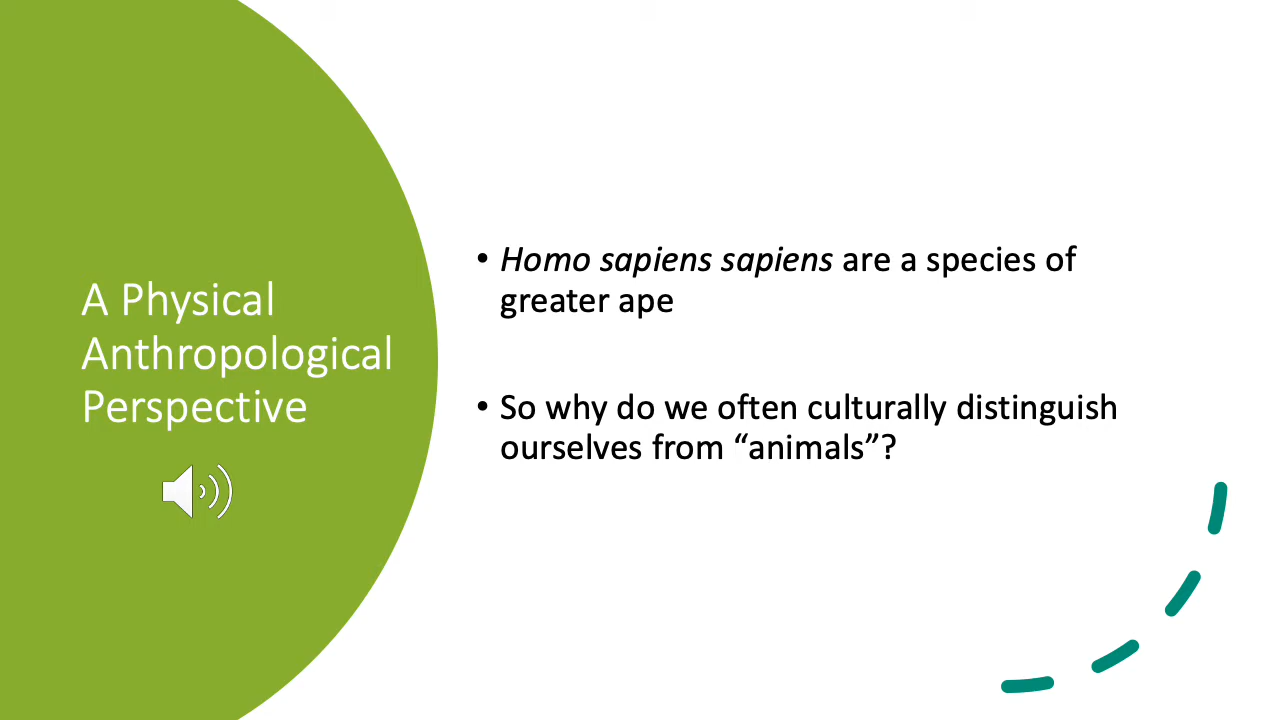 A Physical
Anthropological
Perspective
• Homo sapiens sapiens are a species of
greater ape
• So why do we often culturally distinguish
ourselves from “animals”?